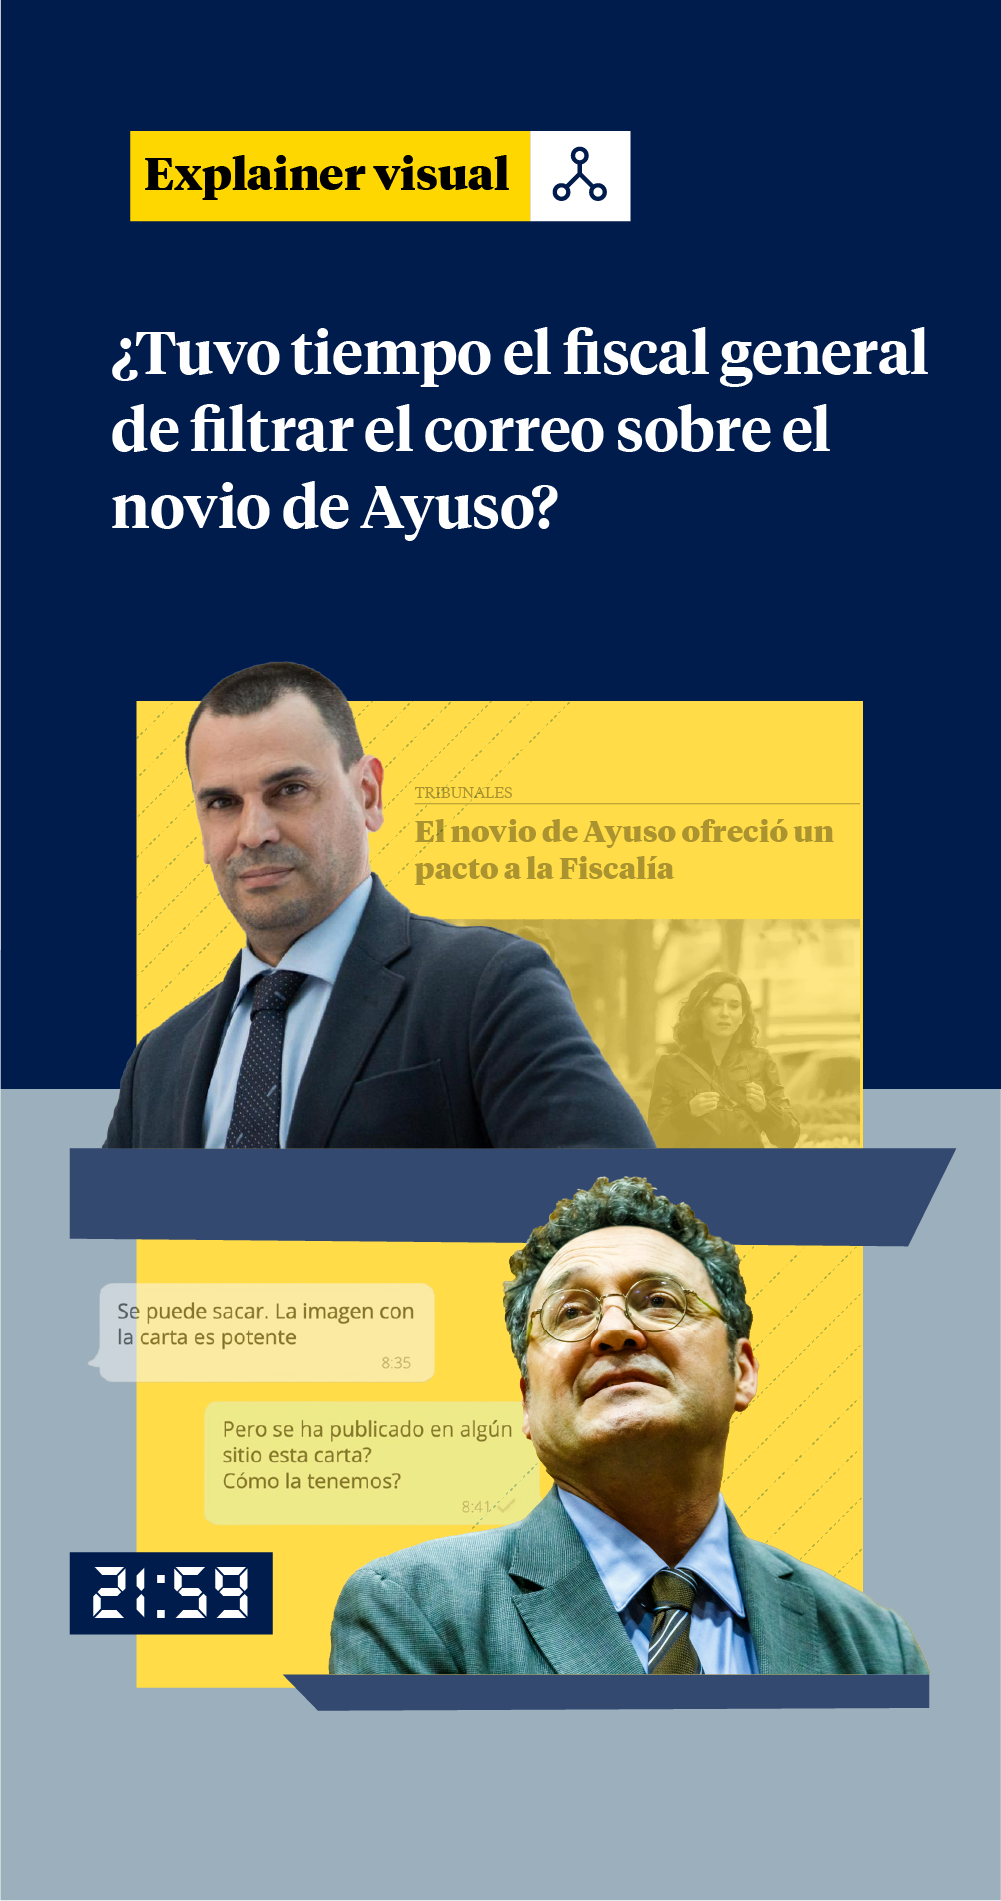 Explainer visual
¿Tuvo tiempo el fiscal general
de filtrar el correo sobre el
novio de Ayuso?
TRIBUNALES
El novio de Ayuso ofreció un
pacto a la Fiscalía
Se puede sacar. La imagen con
la carta es potente
8:35
Pero se ha publicado en algún
sitio esta carta?
Cómo la tenemos?
8:41
21:59